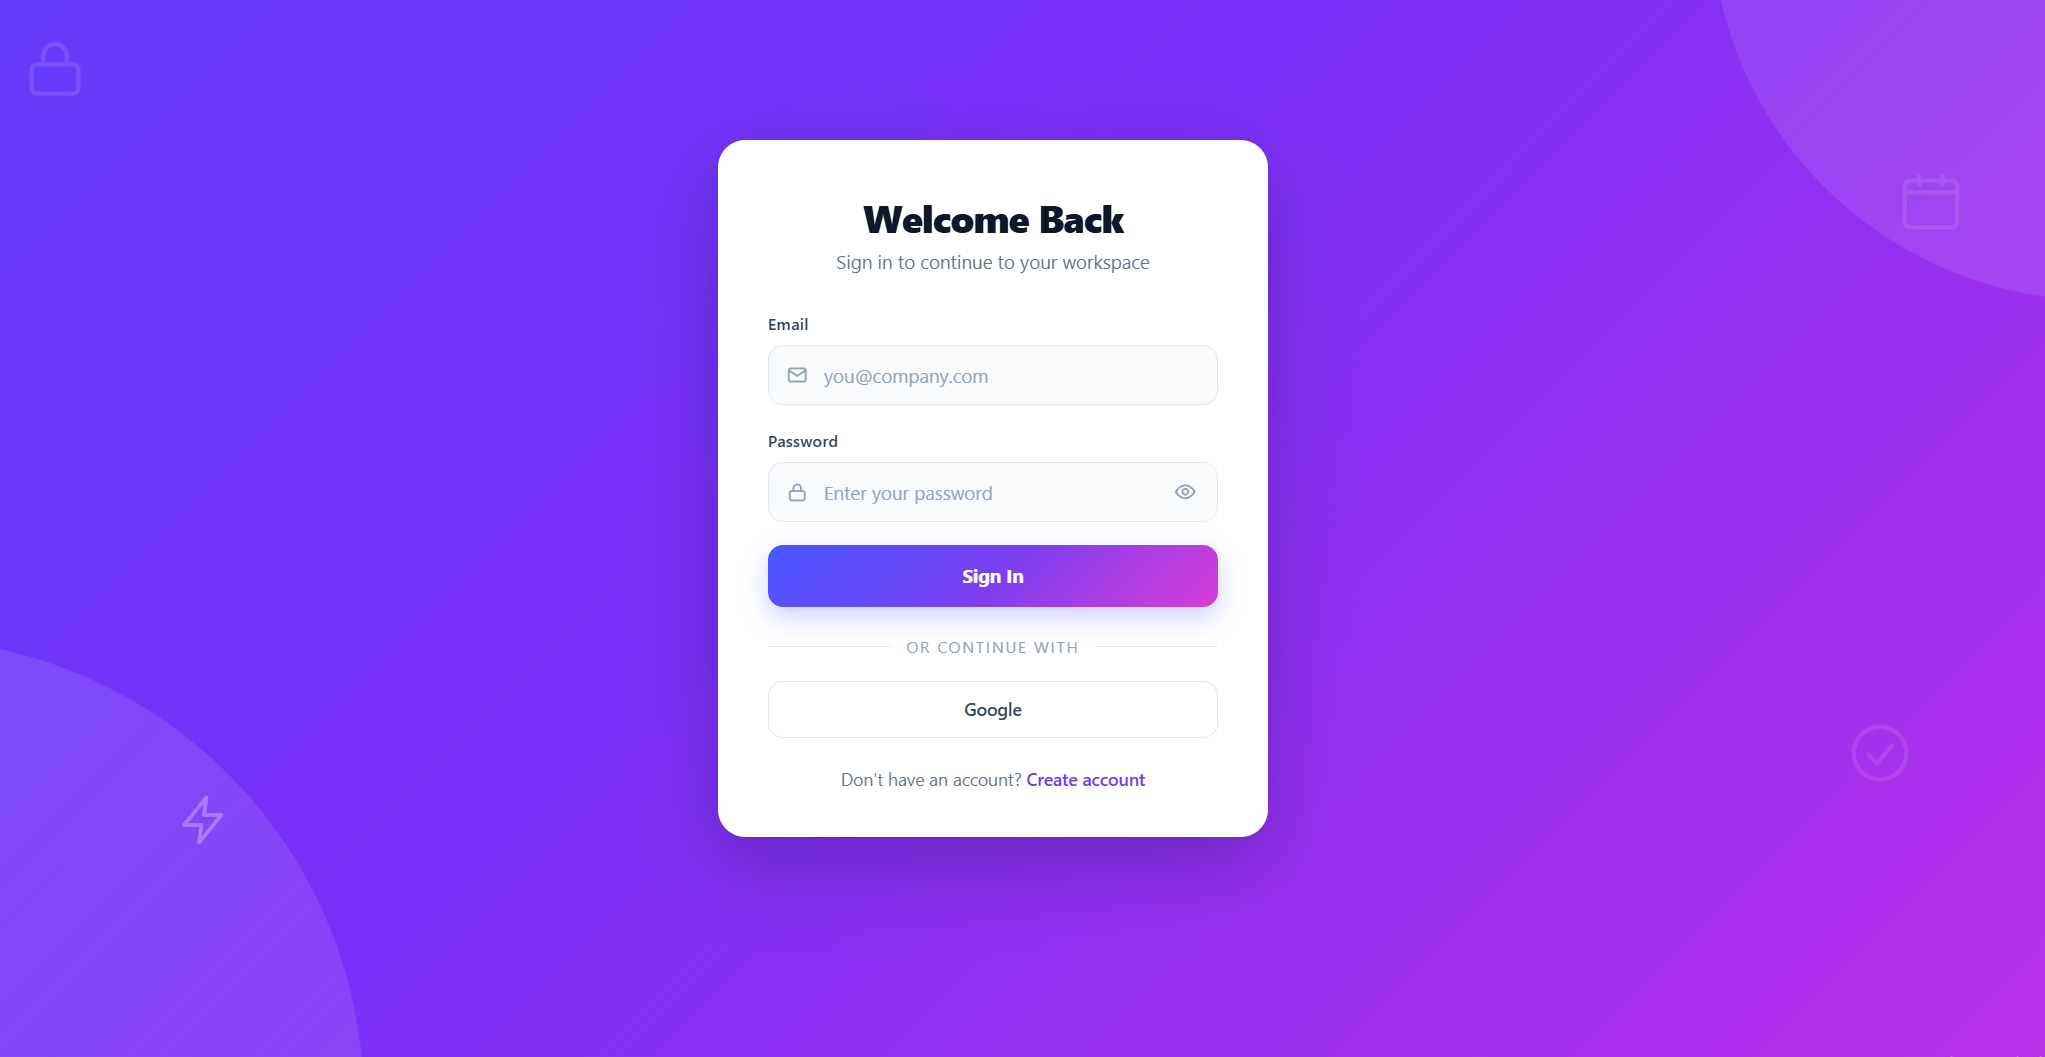 Welcome Back
Sign in to continue to your workspace
Email
you@company.com
Password
Enter your password
Sign In
OR CONTINUE WITH
Google
Don't have an account? Create account